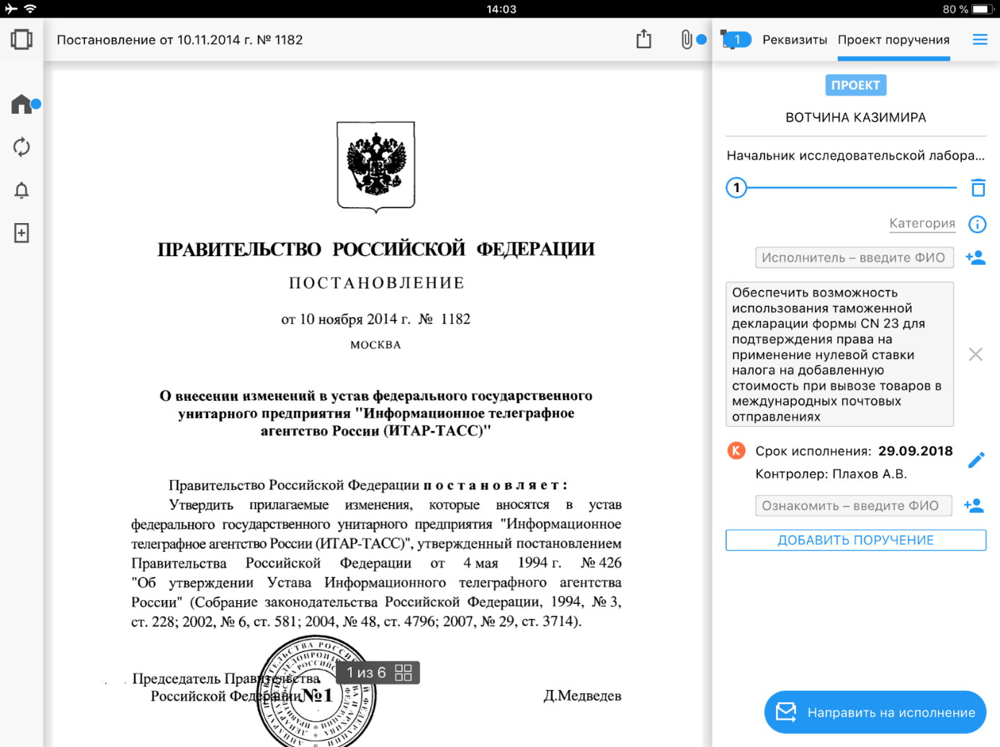 14:03
80 %
Постановление от 10.11.2014 г. № 1182
1
Реквизиты
Проект поручения
ПРАВИТЕЛЬСТВО РОССИЙСКОЙ ФЕДЕРАЦИИ
ПОСТАНОВЛЕНИЕ
от 10 ноября 2014 г. № 1182
МОСКВА
О внесении изменений в устав федерального государственного
унитарного предприятия "Информационное телеграфное
агентство России (ИТАР-ТАСС)"
Правительство Российской Федерации постановляет:
Утвердить прилагаемые изменения, которые вносятся в устав
федерального государственного унитарного предприятия "Информационное
телеграфное агентство России (ИТАР-ТАСС)", утвержденный постановлением
Правительства Российской Федерации от 4 мая 1994 г. № 426
"Об утверждении Устава Информационного телеграфного агентства
России" (Собрание законодательства Российской Федерации, 1994, № 3,
ст. 228; 2002, № 6, ст. 581; 2004, № 48, ст. 4796; 2007, № 29, ст. 3714).
Председатель Правительства
Российской Федерации
№1
Д.Медведев
1 из 6
ПРОЕКТ
ВОТЧИНА КАЗИМИРА
Начальник исследовательской лабора...
1
Категория
Исполнитель – введите ФИО
Обеспечить возможность
использования таможенной
декларации формы CN 23 для
подтверждения права на
применение нулевой ставки
налога на добавленную
стоимость при вывозе товаров в
международных почтовых
отправлениях
К
Срок исполнения: 29.09.2018
Контролер: Плахов А.В.
Ознакомить – введите ФИО
ДОБАВИТЬ ПОРУЧЕНИЕ
Направить на исполнение